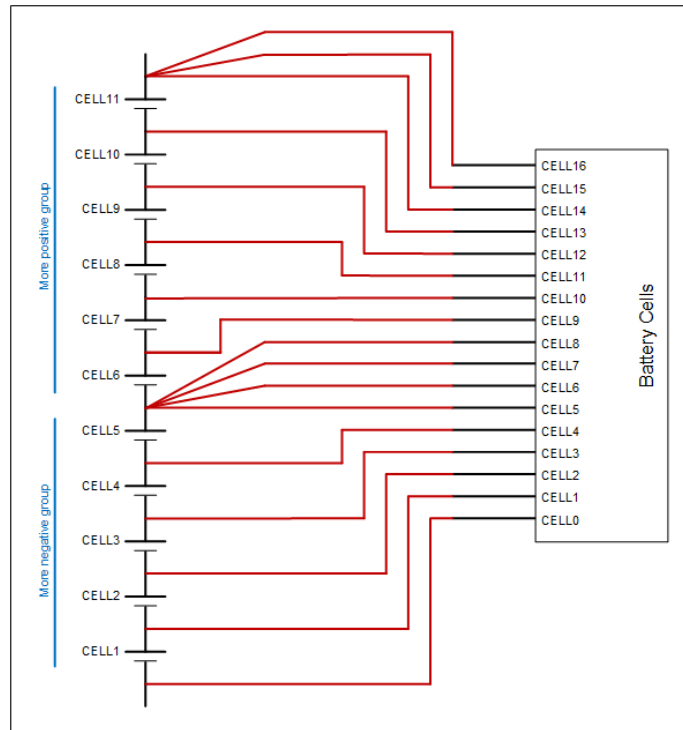 CELL11
CELL10
CELL9
CELL8
CELL7
CELL6
CELL5
CELL4
CELL3
CELL2
CELL1
More positive group
More negative group
CELL16
CELL15
CELL14
CELL13
CELL12
CELL11
CELL10
CELL9
CELL8
CELL7
CELL6
CELL5
CELL4
CELL3
CELL2
CELL1
CELL0
Battery Cells